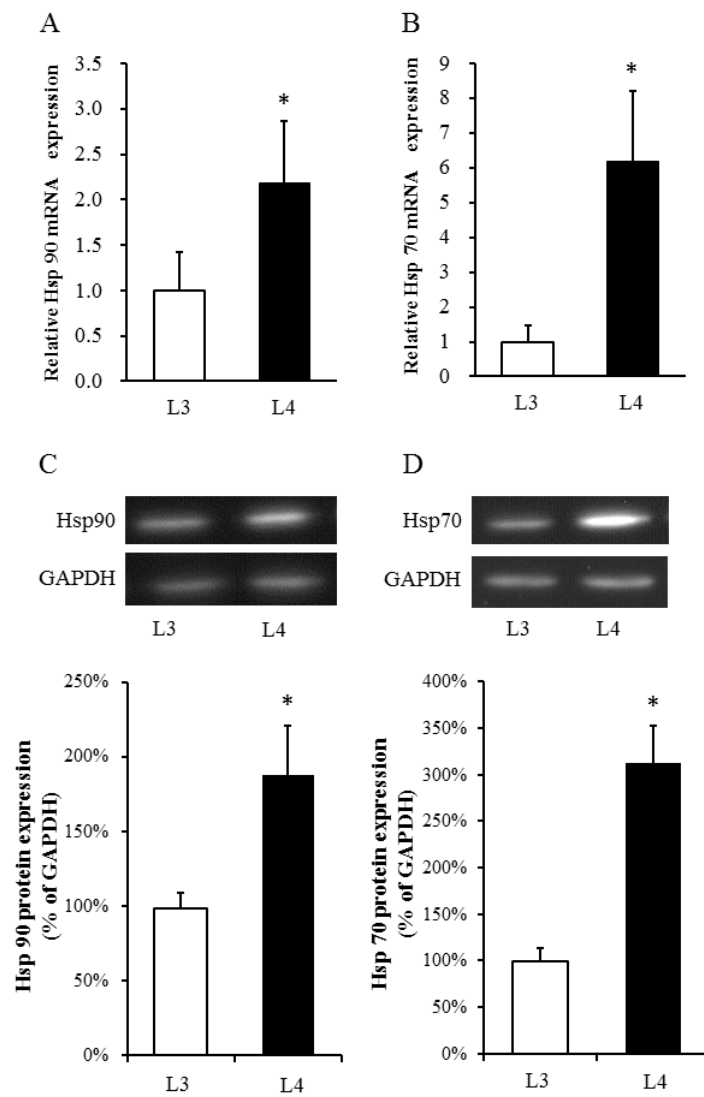 A
Relative Hsp 90 mRNA expression
3.5
3.0
2.5
2.0
1.5
1.0
0.5
0.0
*
L3 L4
B
Relative Hsp 70 mRNA expression
9
8
7
6
5
4
3
2
1
0
*
L3 L4
C
Hsp90
GAPDH
L3 L4
Hsp 90 protein expression
(% of GAPDH)
250%
200%
150%
100%
50%
0%
*
L3 L4
D
Hsp70
GAPDH
L3 L4
Hsp 70 protein expression
(% of GAPDH)
400%
350%
300%
250%
200%
150%
100%
50%
0%
*
L3 L4